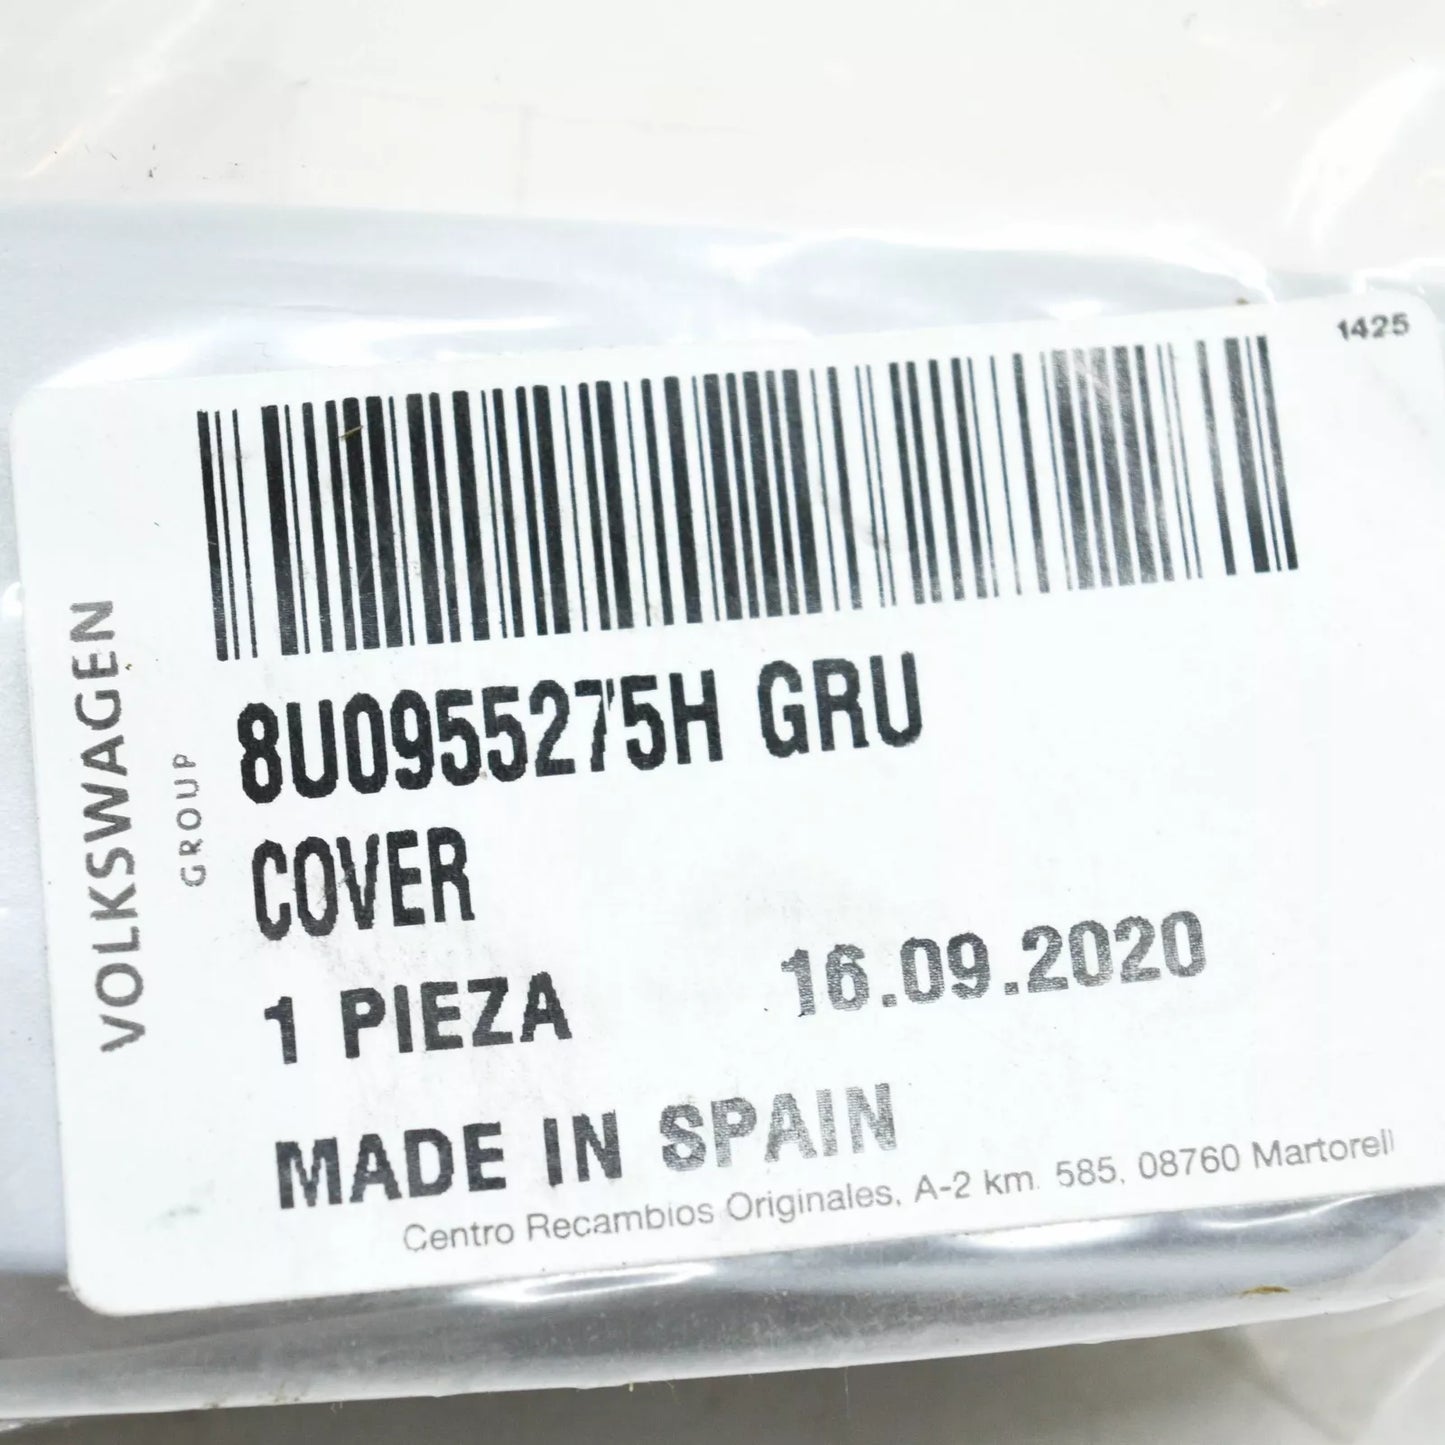 1425
VOLKSWAGEN
GROUP
8U0955275H GRU
COVER
1 PIEZA 16.09.2020
MADE IN SPAIN
Centro Recambios Originales, A-2 km. 585, 08760 Martorell